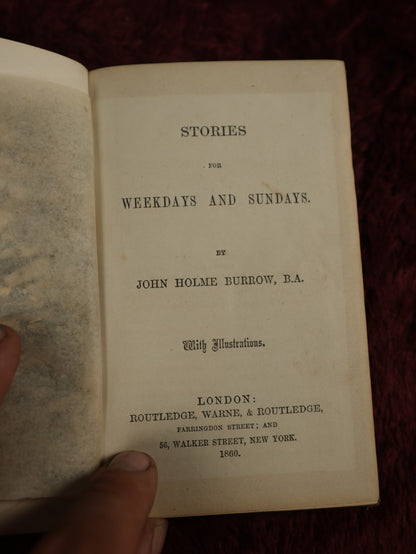 STORIES
FOR
WEEKDAYS AND SUNDAYS.
BY
JOHN HOLME BURROW, B.A.
With Illustrations.
LONDON:
ROUTLEDGE, WARNE, & ROUTLEDGE,
FARRINGDON STREET; AND
56, WALKER STREET, NEW YORK.
1860.